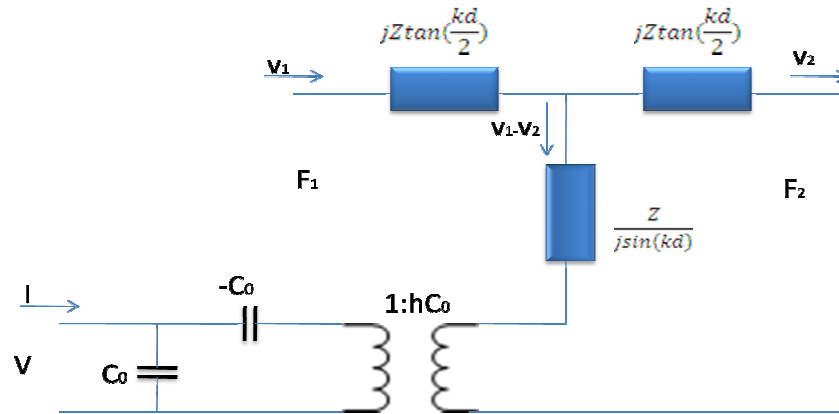 jZtan(kd/2)
jZtan(kd/2)
v₁
v₂
v₁-v₂
F₁
F₂
Z/jsin(kd)
I
-C₀
1:hC₀
V
C₀